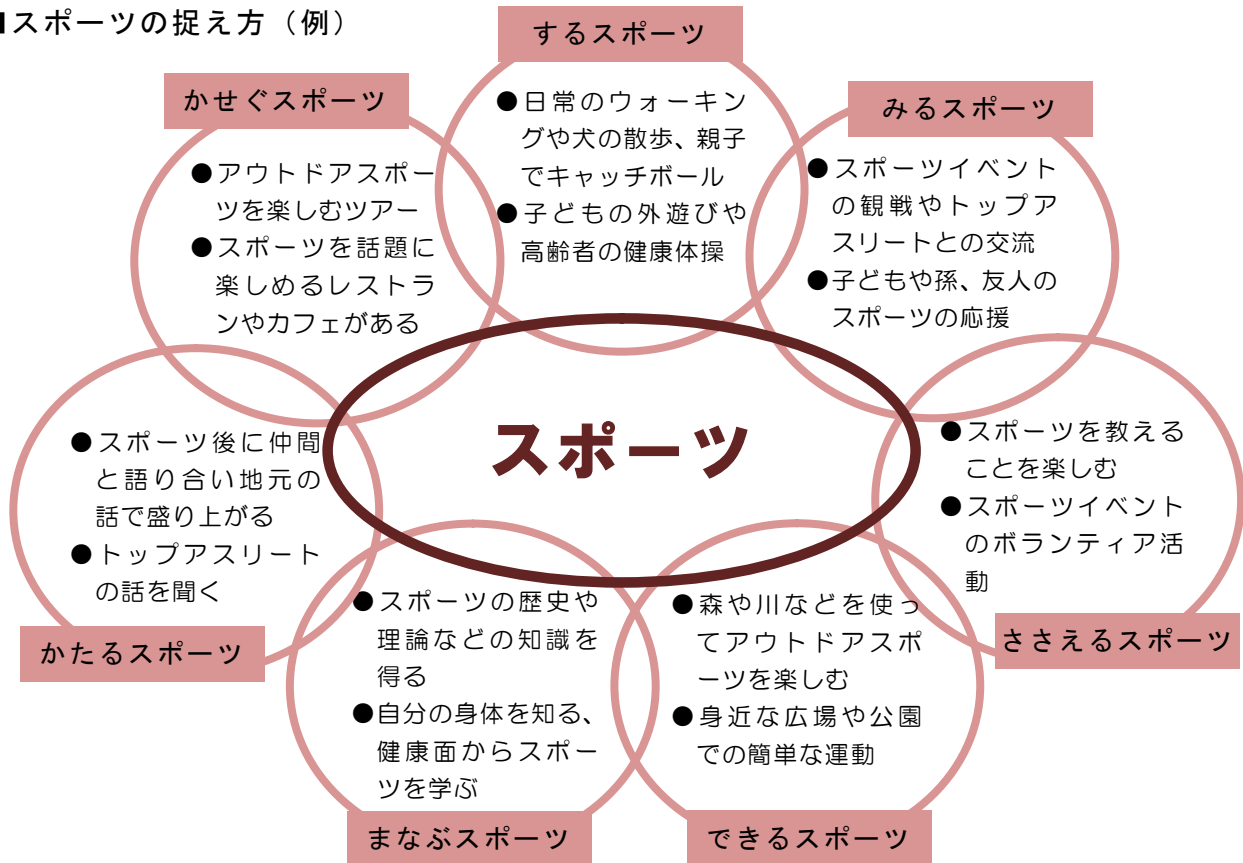 ■スポーツの捉え方（例）
するスポーツ
●日常のウォーキン
グや犬の散歩、親子
でキャッチボール
●子どもの外遊びや
高齢者の健康体操
みるスポーツ
●スポーツイベント
の観戦やトップア
スリートとの交流
●子どもや孫、友人の
スポーツの応援
ささえるスポーツ
●スポーツを教える
ことを楽しむ
●スポーツイベント
のボランティア活
動
できるスポーツ
●森や川などを使っ
てアウトドアスポ
ーツを楽しむ
●身近な広場や公園
での簡単な運動
まなぶスポーツ
●スポーツの歴史や
理論などの知識を
得る
●自分の身体を知る、
健康面からスポー
ツを学ぶ
かたるスポーツ
●スポーツ後に仲間
と語り合い地元の
話で盛り上がる
●トップアスリート
の話を聞く
かせぐスポーツ
●アウトドアスポー
ツを楽しむツアー
●スポーツを話題に
楽しめるレストラ
ンやカフェがある
スポーツ